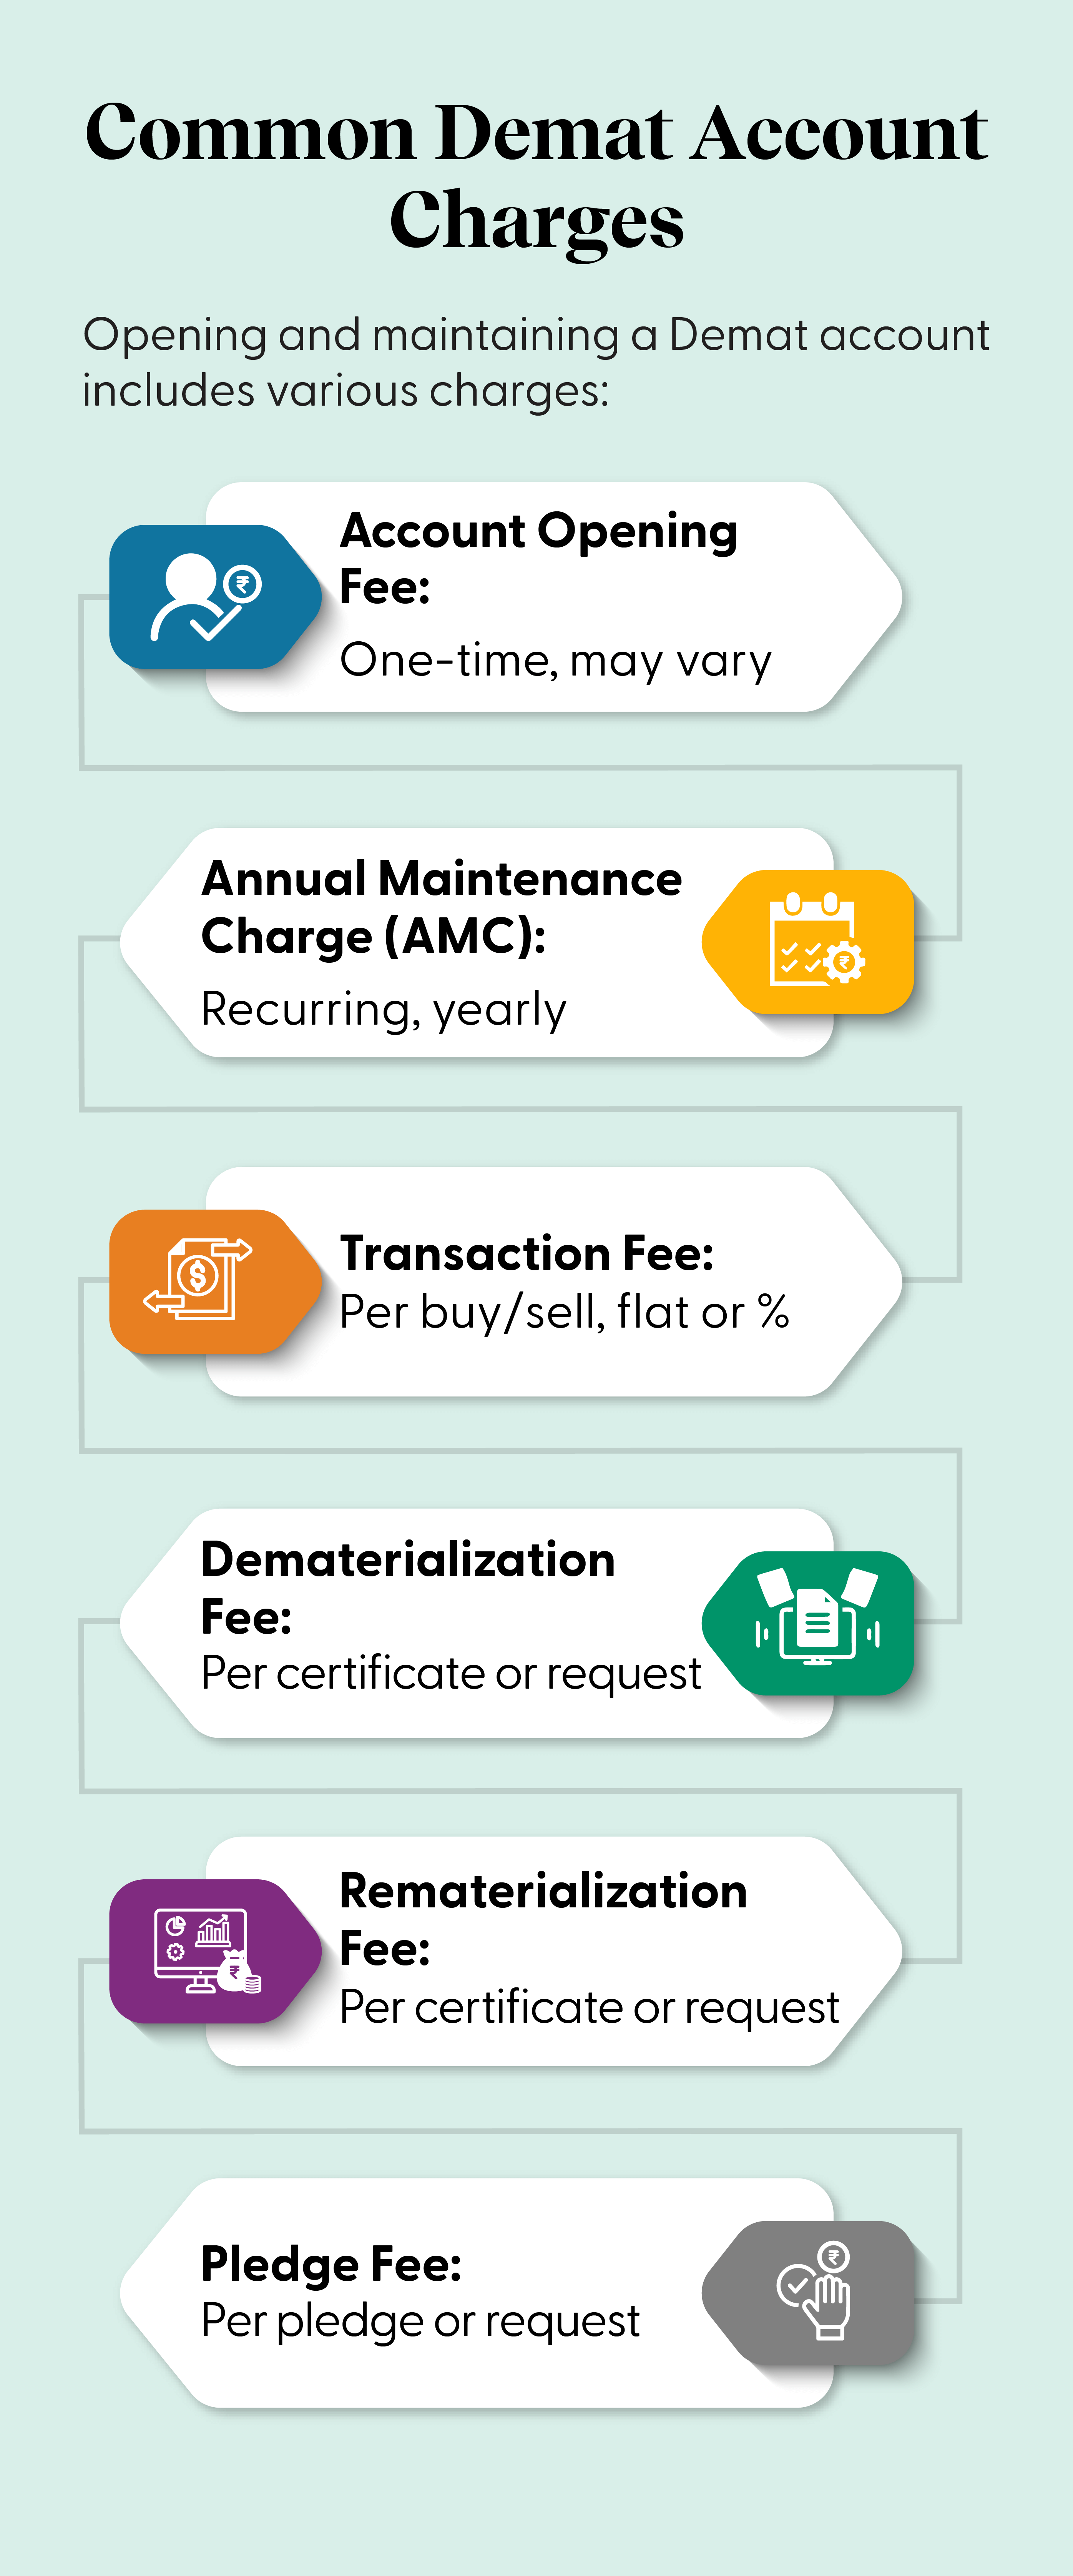 Common Demat Account
Charges
Opening and maintaining a Demat account
includes various charges:
Account Opening
Fee:
One-time, may vary
₹
Annual Maintenance
Charge (AMC):
Recurring, yearly
₹
Transaction Fee:
Per buy/sell, flat or %
$
Dematerialization
Fee:
Per certificate or request
Rematerialization
Fee:
Per certificate or request
₹
Pledge Fee:
Per pledge or request
₹